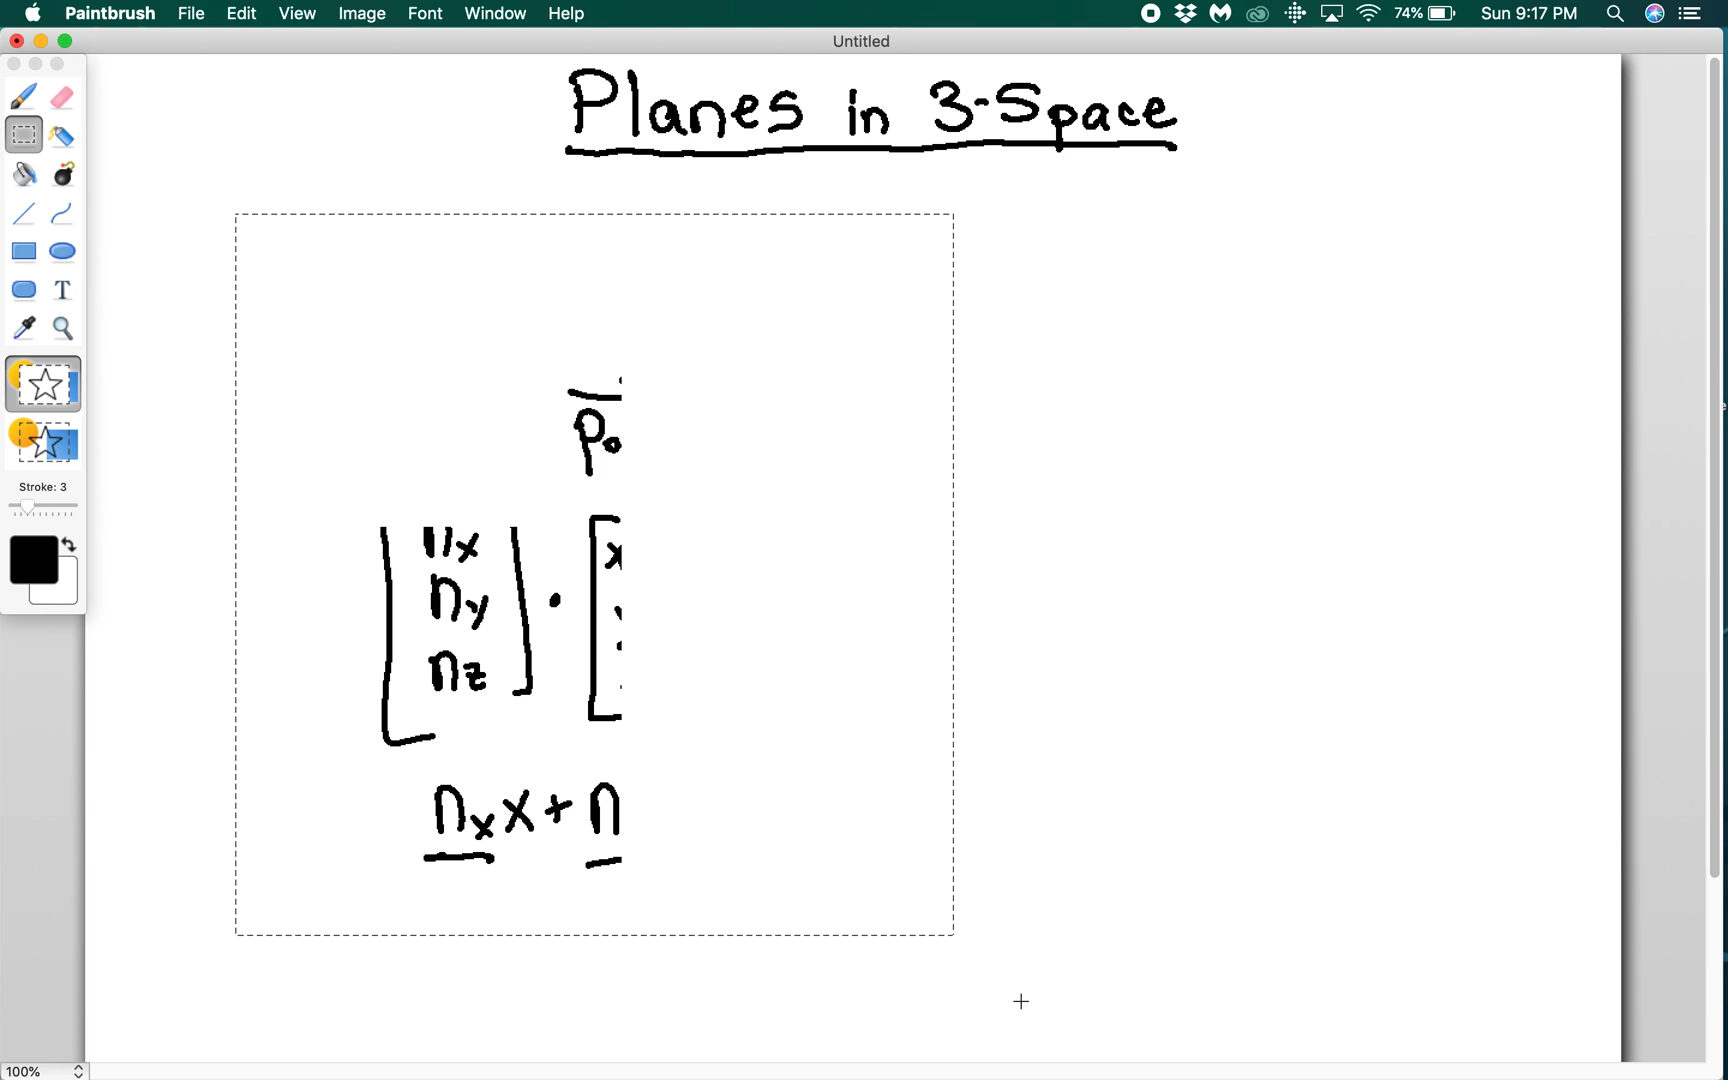 Paintbrush File Edit View Image Font Window Help 74% Sun 9:17 PM
Untitled
Planes in 3-Space
T
Po
Stroke: 3
nx
ny
nz
nxx + n
100%